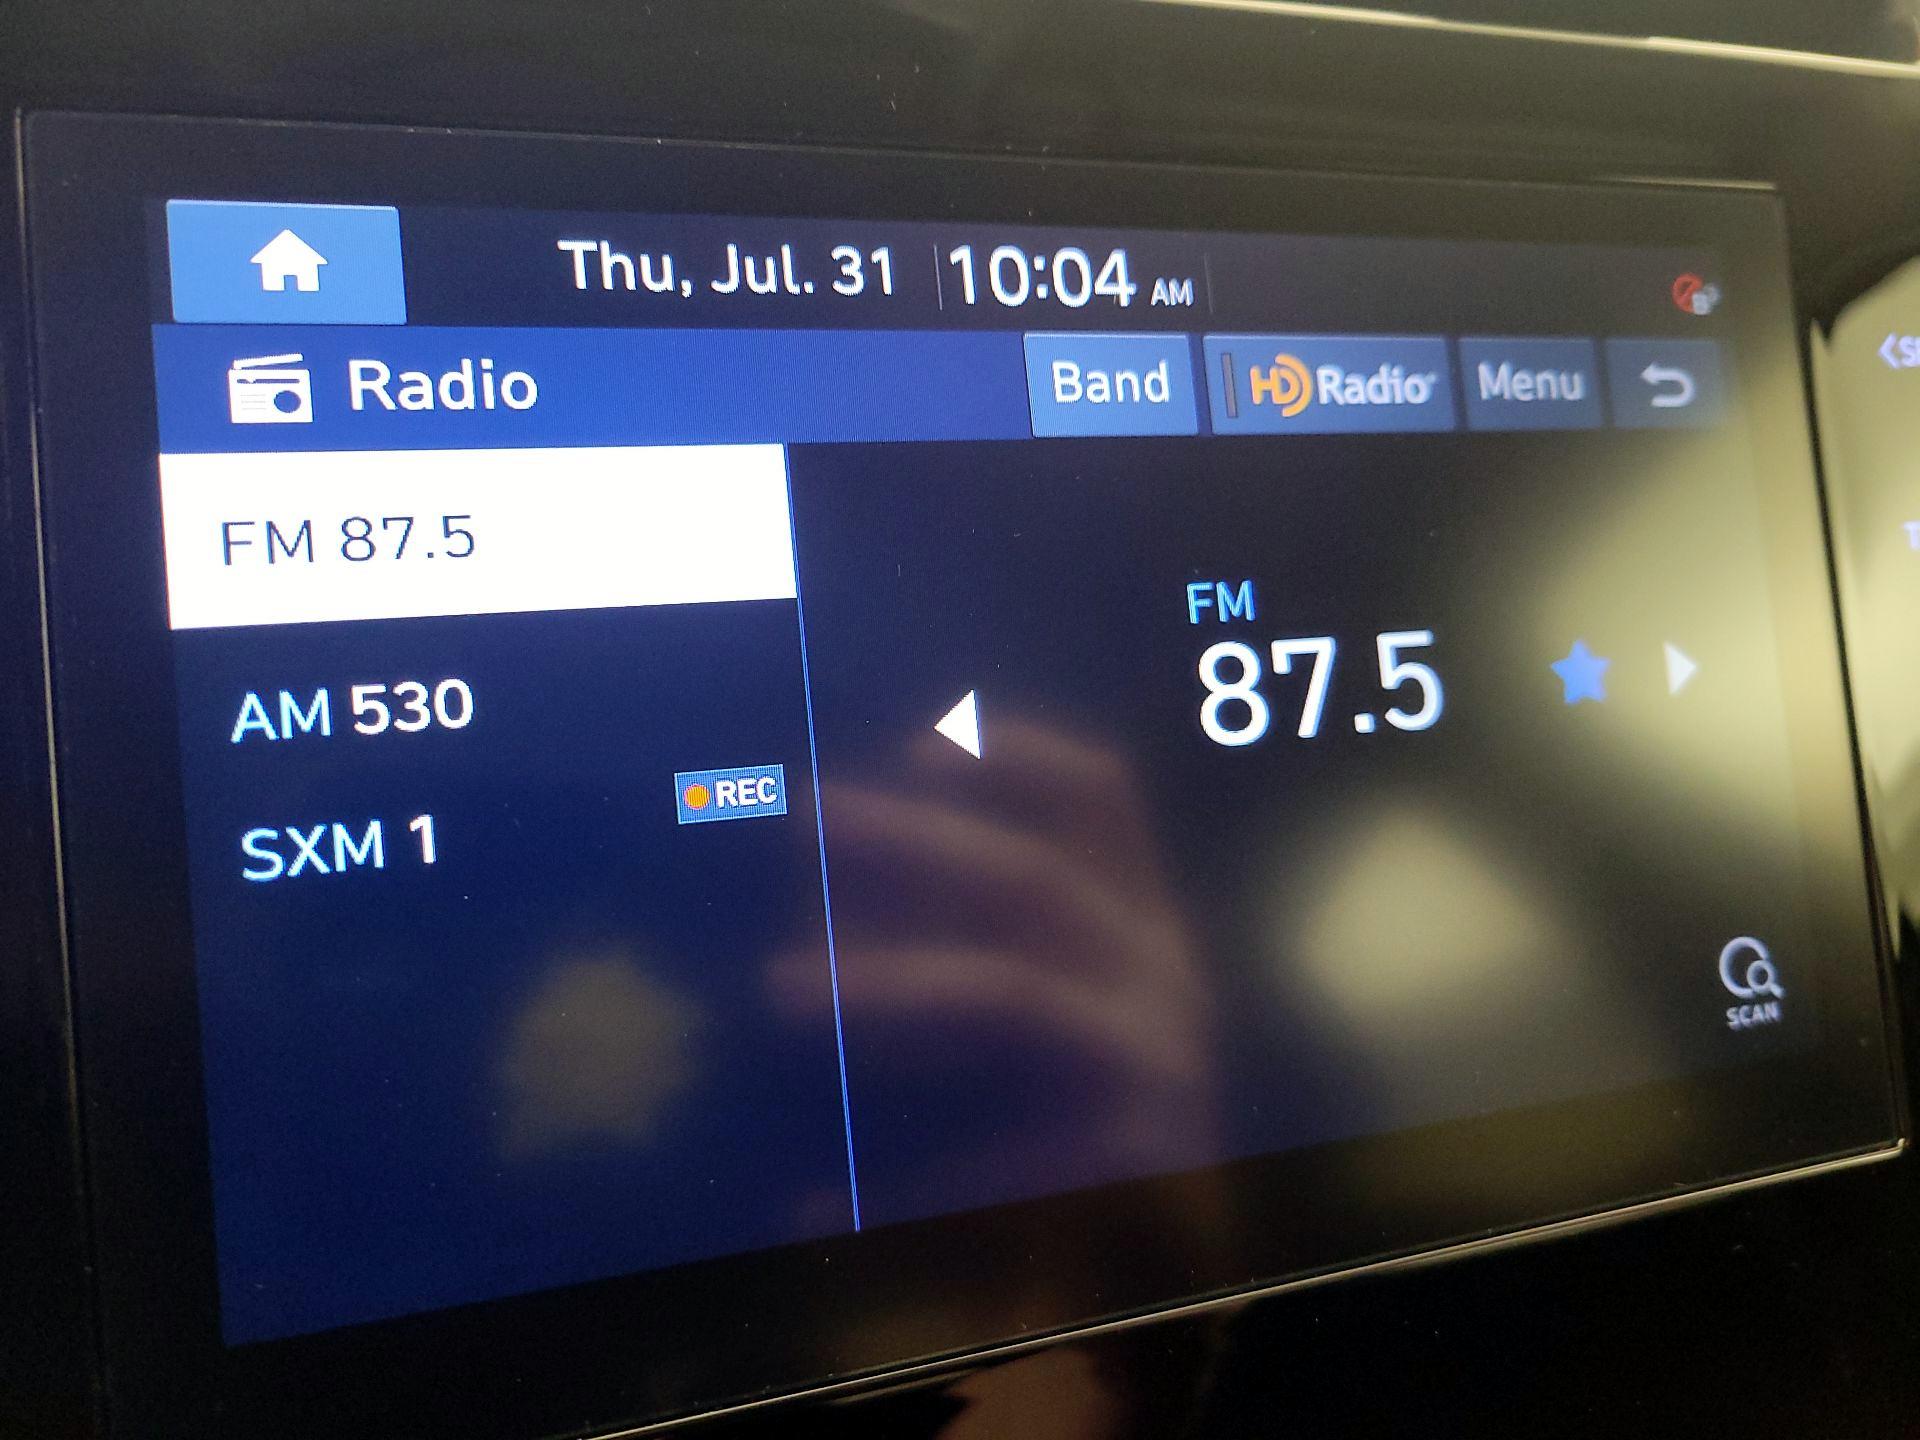 Thu, Jul. 31 10:04 AM
Radio Band HD Radio Menu
FM 87.5
FM
87.5
AM 530
REC
SXM 1
SCAN